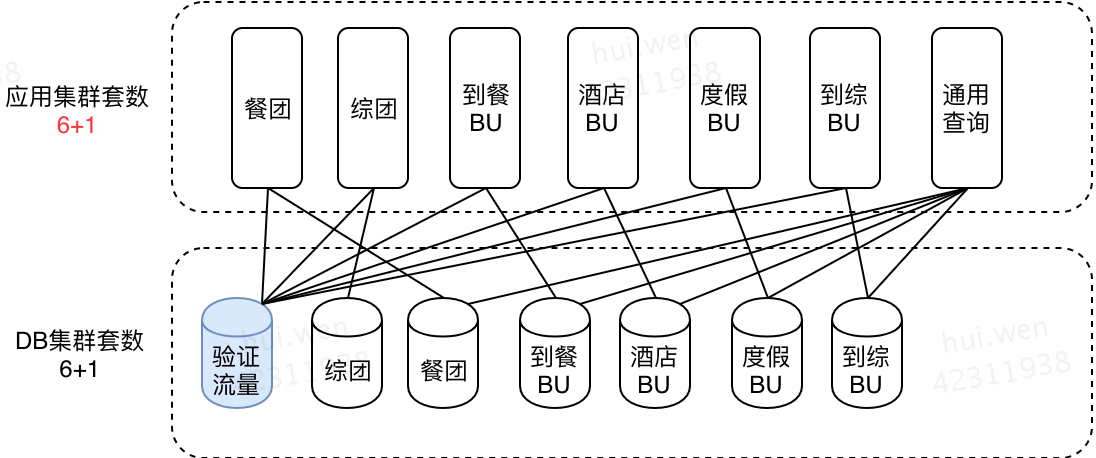 应用集群套数
6+1
餐团
综团
到餐
BU
酒店
BU
度假
BU
到综
BU
通用
查询
DB集群套数
6+1
验证
流量
综团
餐团
到餐
BU
酒店
BU
度假
BU
到综
BU
hui.wen
42311938
hui.wen
42311938
hui.wen
42311938